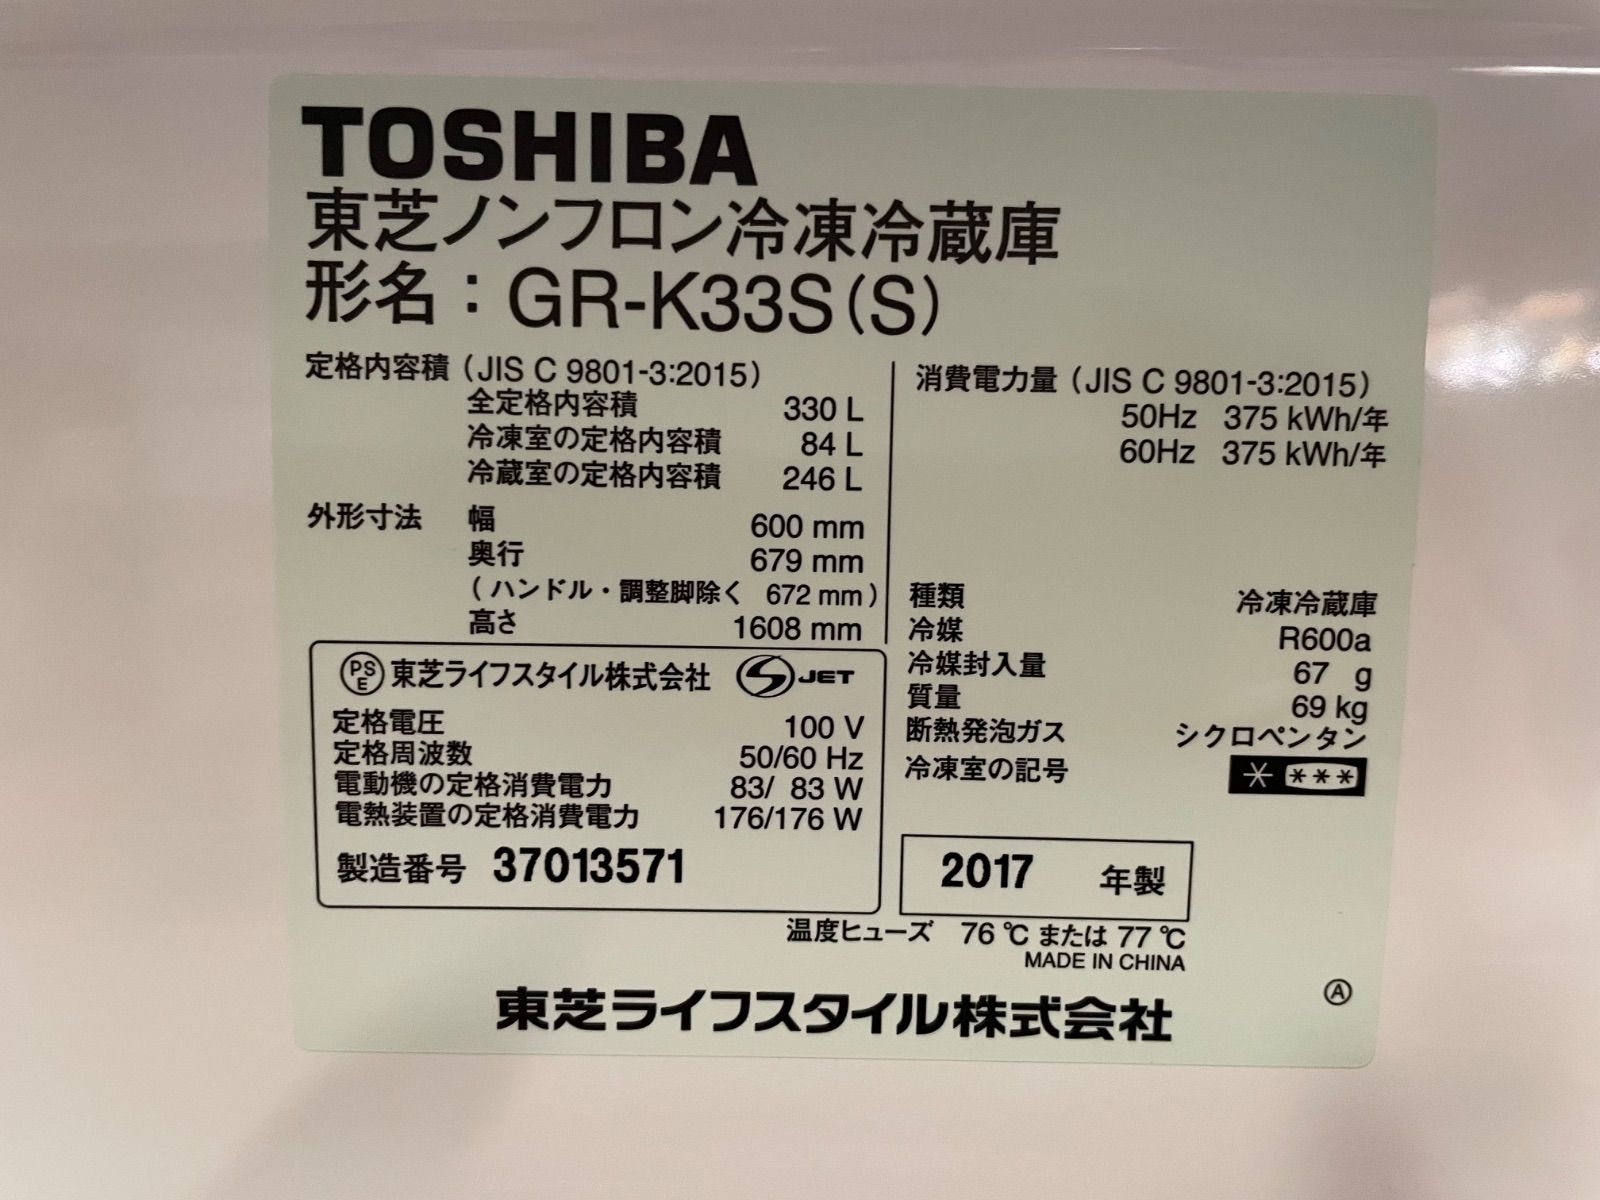 TOSHIBA
東芝ノンフロン冷凍冷蔵庫
形名：GR-K33S(S)
定格内容積 (JIS C 9801-3:2015)
全定格内容積 330 L
冷凍室の定格内容積 84 L
冷蔵室の定格内容積 246 L
外形寸法 幅 600 mm
奥行 679 mm
(ハンドル・調整脚除く 672 mm)
高さ 1608 mm
消費電力量 (JIS C 9801-3:2015)
50Hz 375 kWh/年
60Hz 375 kWh/年
種類 冷凍冷蔵庫
冷媒 R600a
冷媒封入量 67 g
質量 69 kg
断熱発泡ガス シクロペンタン
冷凍室の記号 * ***
PS
E 東芝ライフスタイル株式会社 S JET
定格電圧 100 V
定格周波数 50/60 Hz
電動機の定格消費電力 83/ 83 W
電熱装置の定格消費電力 176/176 W
製造番号 37013571
2017 年製
温度ヒューズ 76 ℃ または 77 ℃
MADE IN CHINA
Ⓐ
東芝ライフスタイル株式会社